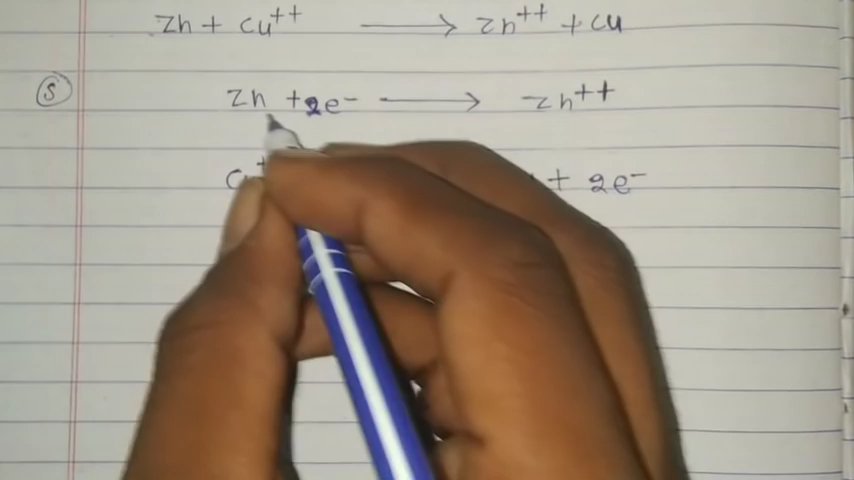 Zn + Cu++ ⟶ Zn++ + Cu
(5) Zn + 2e- ⟶ Zn++
+ 2e-